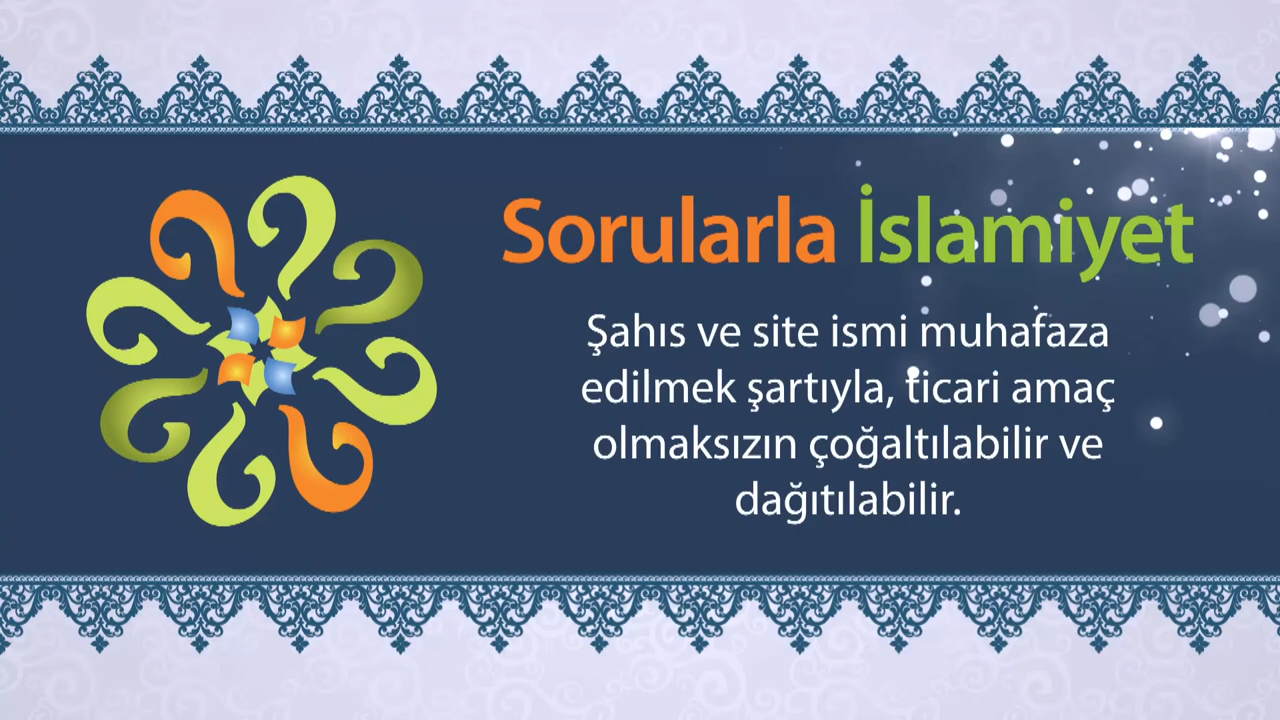 Sorularla İslamiyet
Şahıs ve site ismi muhafaza
edilmek şartıyla, ticari amaç
olmaksızın çoğaltılabilir ve
dağıtılabilir.